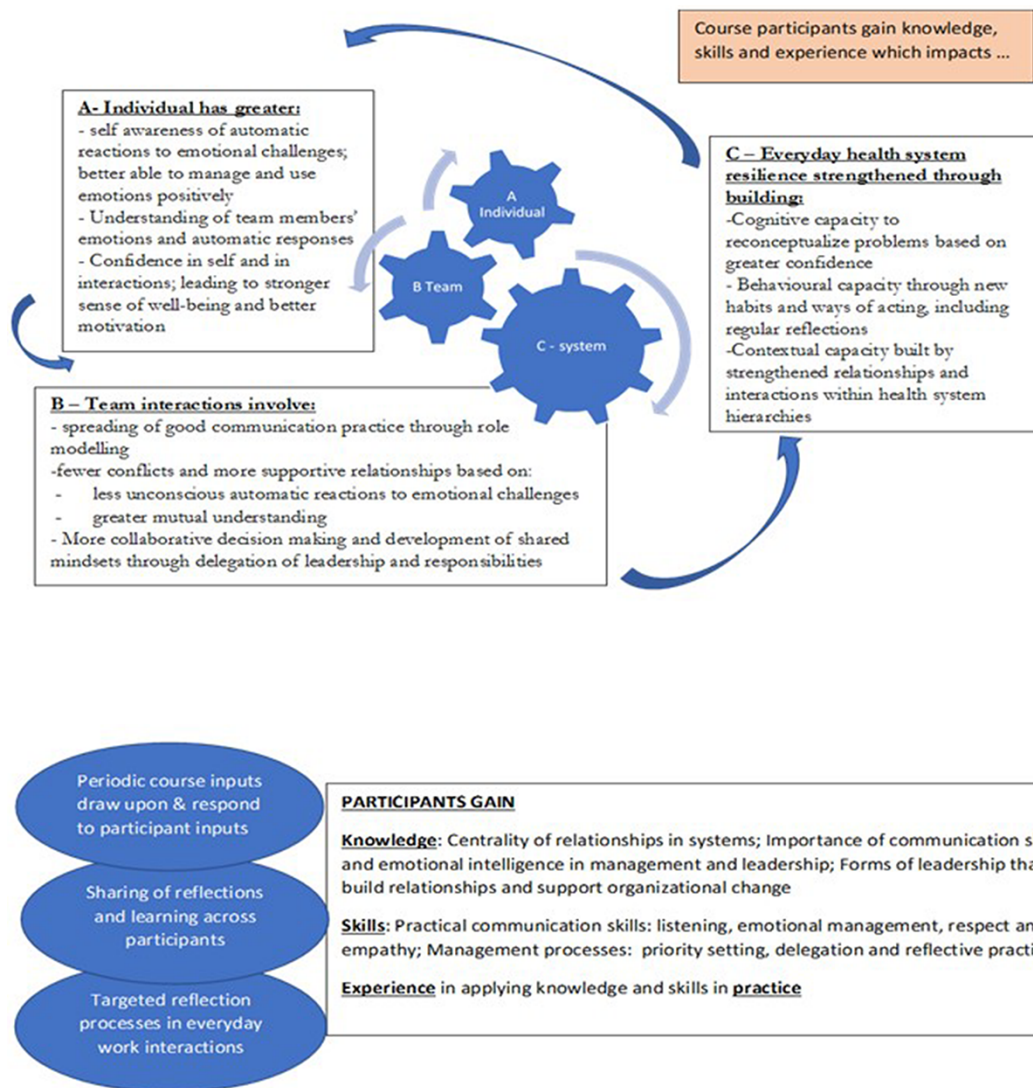 Course participants gain knowledge,
skills and experience which impacts ...
A- Individual has greater:
- self awareness of automatic
reactions to emotional challenges;
better able to manage and use
emotions positively
- Understanding of team members'
emotions and automatic responses
- Confidence in self and in
interactions; leading to stronger
sense of well-being and better
motivation
A
Individual
B Team
C - system
C – Everyday health system
resilience strengthened through
building:
-Cognitive capacity to
reconceptualize problems based on
greater confidence
- Behavioural capacity through new
habits and ways of acting, including
regular reflections
-Contextual capacity built by
strengthened relationships and
interactions within health system
hierarchies
B – Team interactions involve:
- spreading of good communication practice through role
modelling
-fewer conflicts and more supportive relationships based on:
- less unconscious automatic reactions to emotional challenges
- greater mutual understanding
- More collaborative decision making and development of shared
mindsets through delegation of leadership and responsibilities
Periodic course inputs
draw upon & respond
to participant inputs
Sharing of reflections
and learning across
participants
Targeted reflection
processes in everyday
work interactions
PARTICIPANTS GAIN
Knowledge: Centrality of relationships in systems; Importance of communication s
and emotional intelligence in management and leadership; Forms of leadership tha
build relationships and support organizational change
Skills: Practical communication skills: listening, emotional management, respect an
empathy; Management processes: priority setting, delegation and reflective practi
Experience in applying knowledge and skills in practice